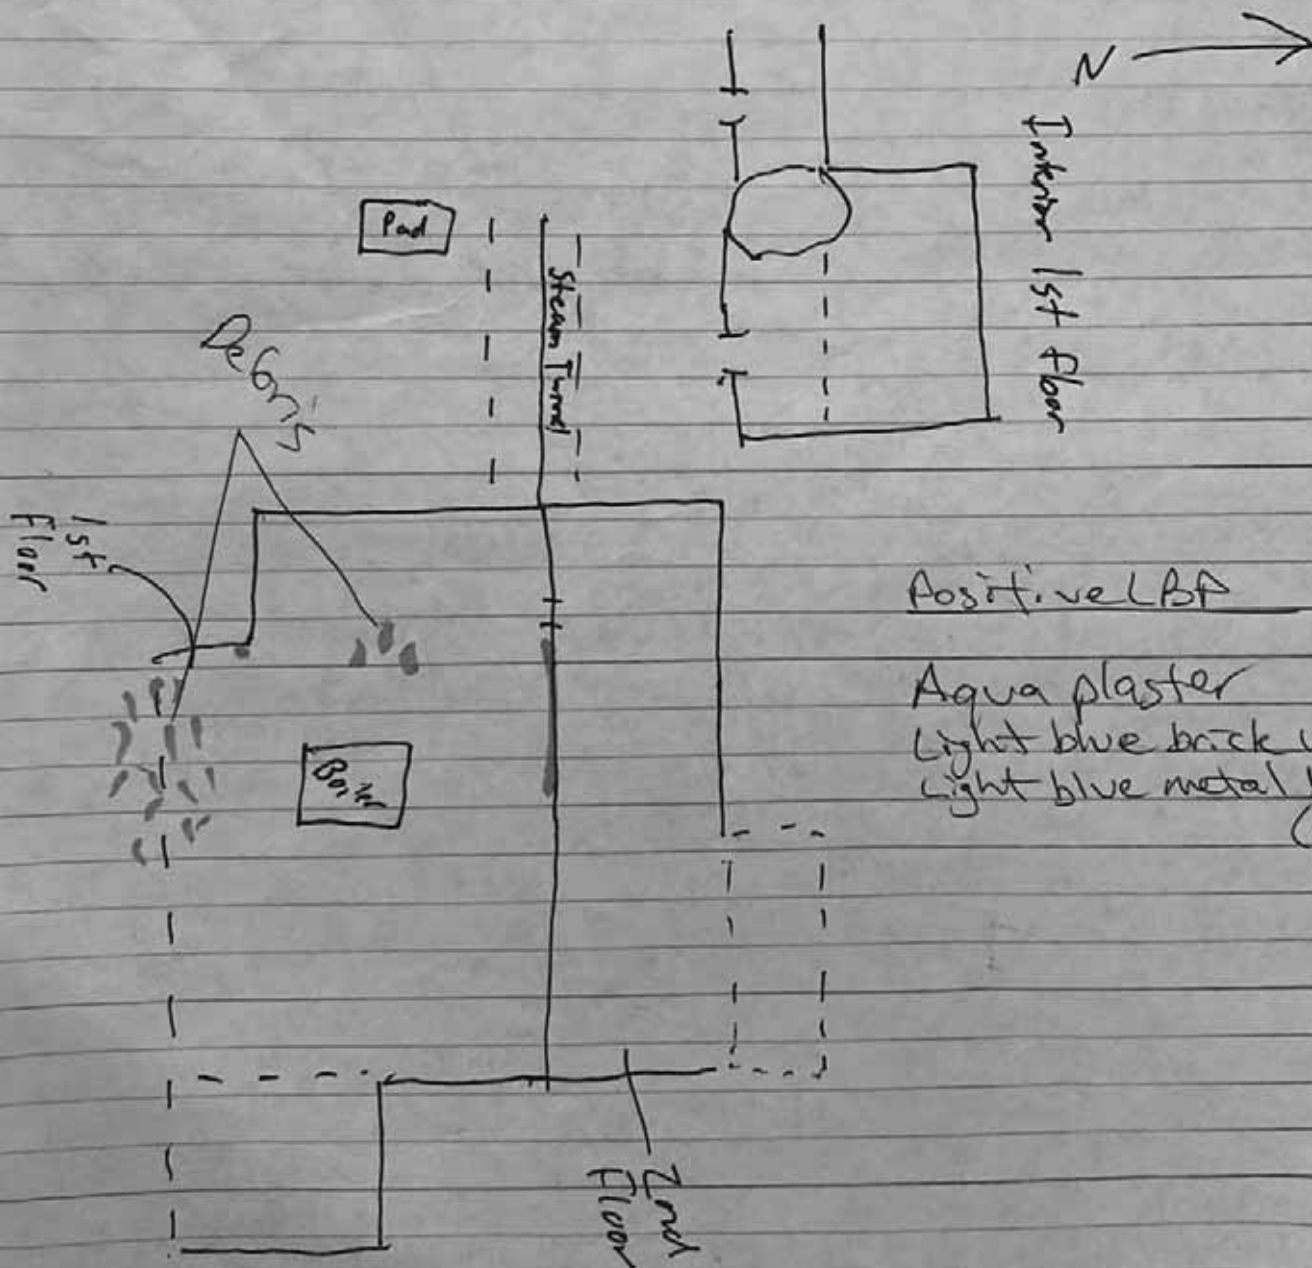 N
Interior 1st floor
Pad
Steam Tunnel
Debris
1st
Floor
Positive LBP
Aqua plaster
Light blue brick
Light blue metal
Boiler
2nd
Floor